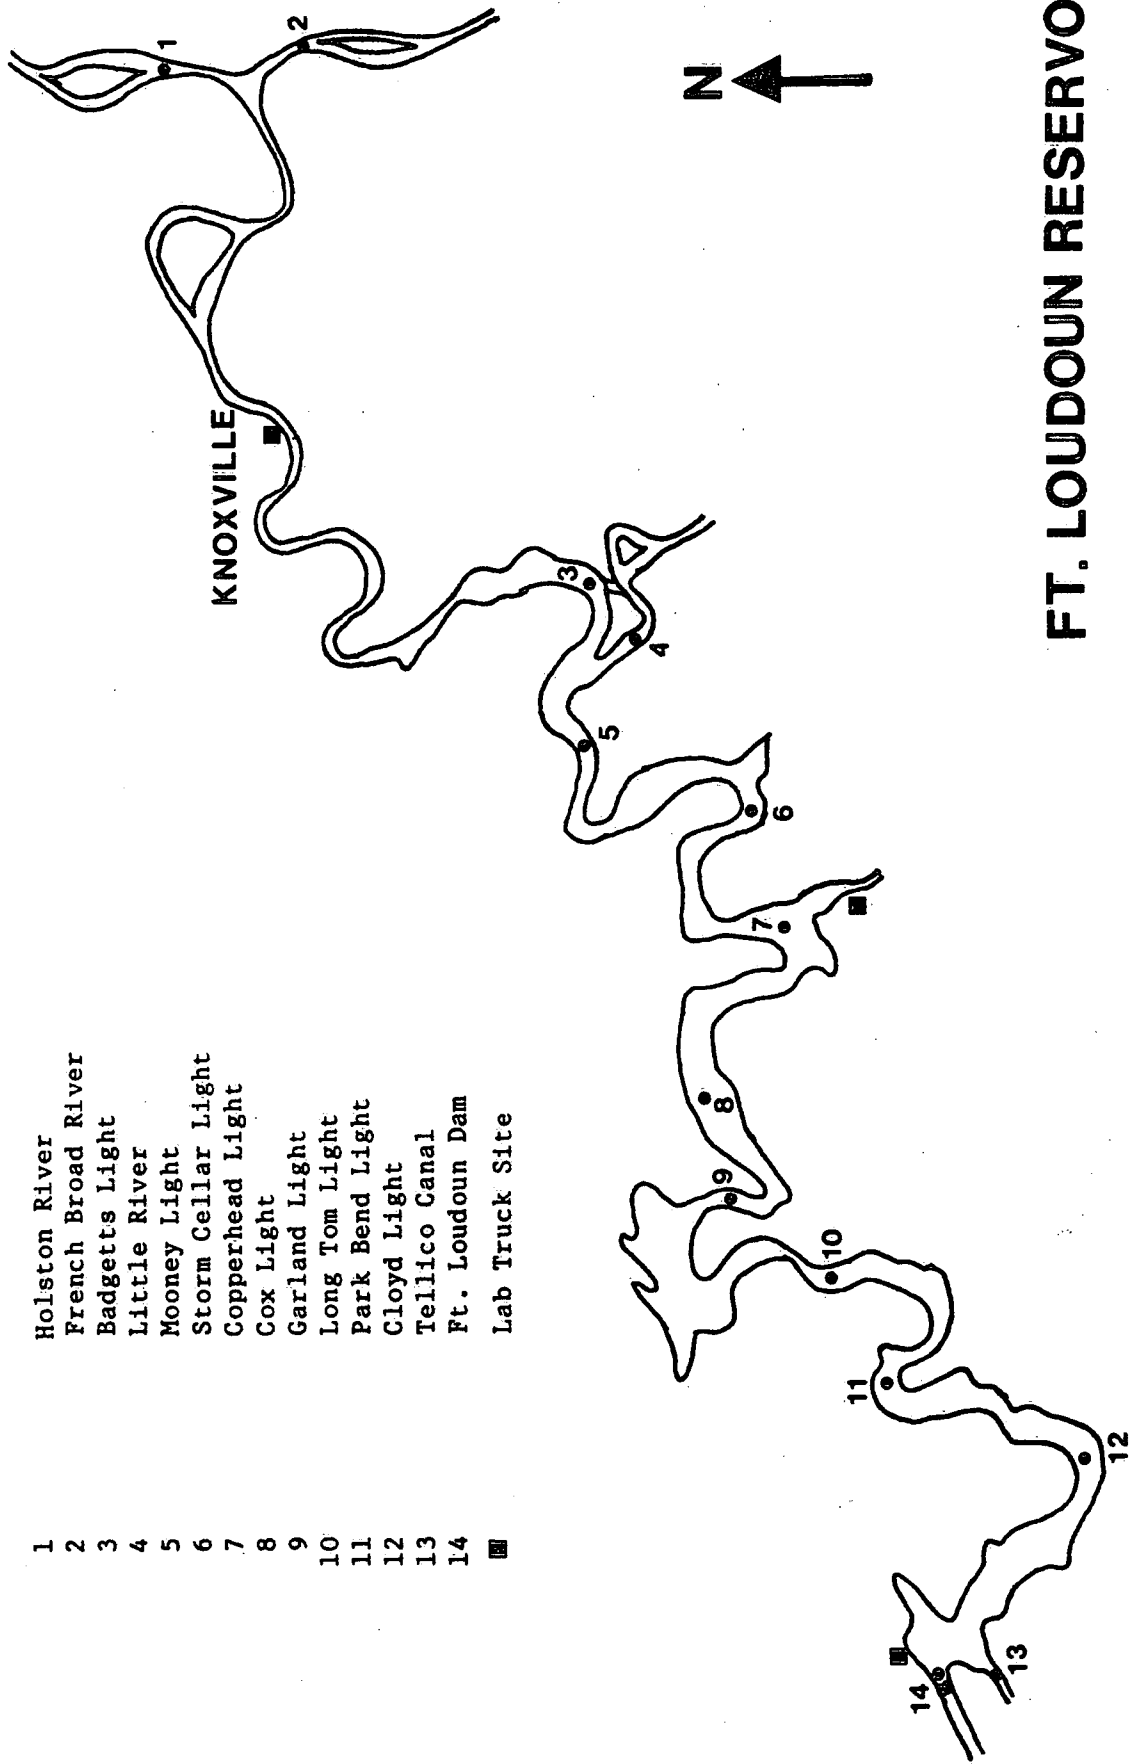 1 Holston River
2 French Broad River
3 Badgetts Light
4 Little River
5 Mooney Light
6 Storm Cellar Light
7 Copperhead Light
8 Cox Light
9 Garland Light
10 Long Tom Light
11 Park Bend Light
12 Cloyd Light
13 Tellico Canal
14 Ft. Loudoun Dam
Lab Truck Site
KNOXVILLE
1
2
3
4
5
6
7
8
9
10
11
12
13
14
N
FT. LOUDOUN RESERVO